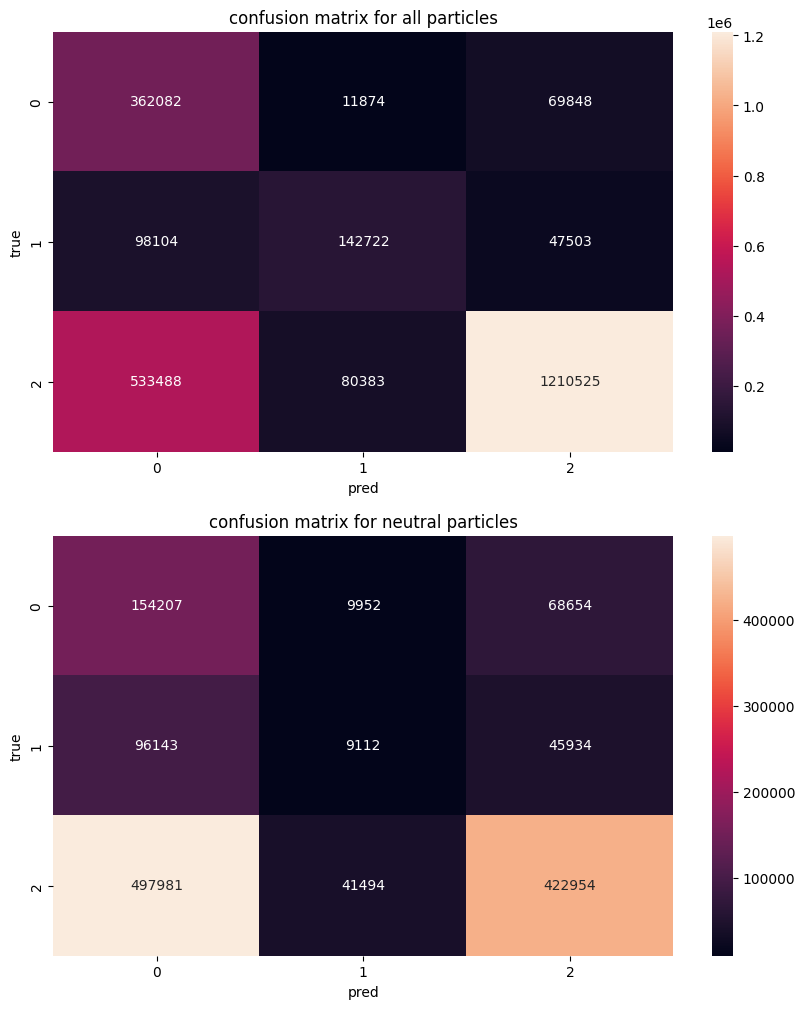 confusion matrix for all particles
1e6
0 362082 11874 69848
1 98104 142722 47503
2 533488 80383 1210525
true
0 1 2
pred
1.2
1.0
0.8
0.6
0.4
0.2
confusion matrix for neutral particles
0 154207 9952 68654
1 96143 9112 45934
2 497981 41494 422954
true
0 1 2
pred
400000
300000
200000
100000